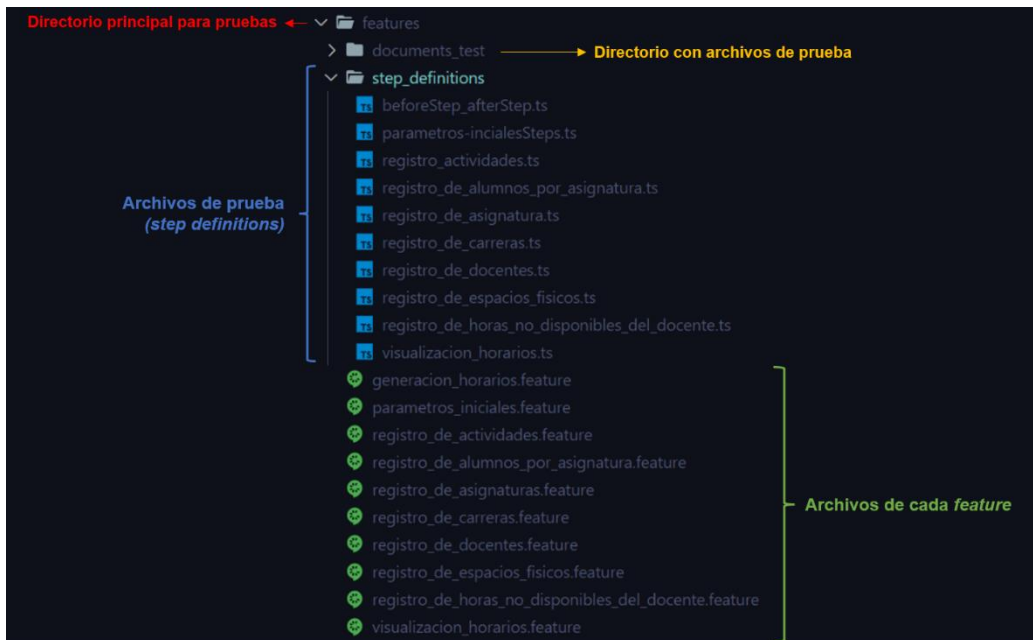 Directorio principal para pruebas features
documents_test Directorio con archivos de prueba
step_definitions
beforeStep_afterStep.ts
parametros-incialesSteps.ts
registro_actividades.ts
registro_de_alumnos_por_asignatura.ts
Archivos de prueba
(step definitions)
registro_de_asignatura.ts
registro_de_carreras.ts
registro_de_docentes.ts
registro_de_espacios_fisicos.ts
registro_de_horas_no_disponibles_del_docente.ts
visualizacion_horarios.ts
generacion_horarios.feature
parametros_iniciales.feature
registro_de_actividades.feature
registro_de_alumnos_por_asignatura.feature
registro_de_asignaturas.feature
registro_de_carreras.feature
registro_de_docentes.feature
registro_de_espacios_fisicos.feature
registro_de_horas_no_disponibles_del_docente.feature
visualizacion_horarios.feature
Archivos de cada feature